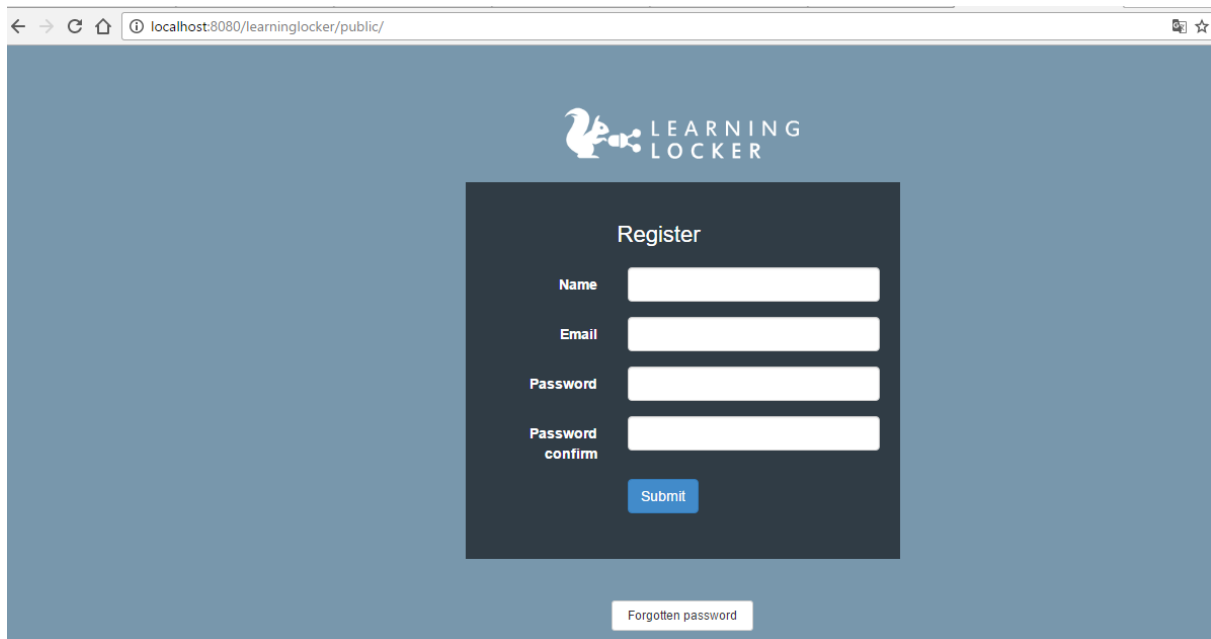 localhost:8080/learninglocker/public/
LEARNING
LOCKER
Register
Name
Email
Password
Password
confirm
Submit
Forgotten password